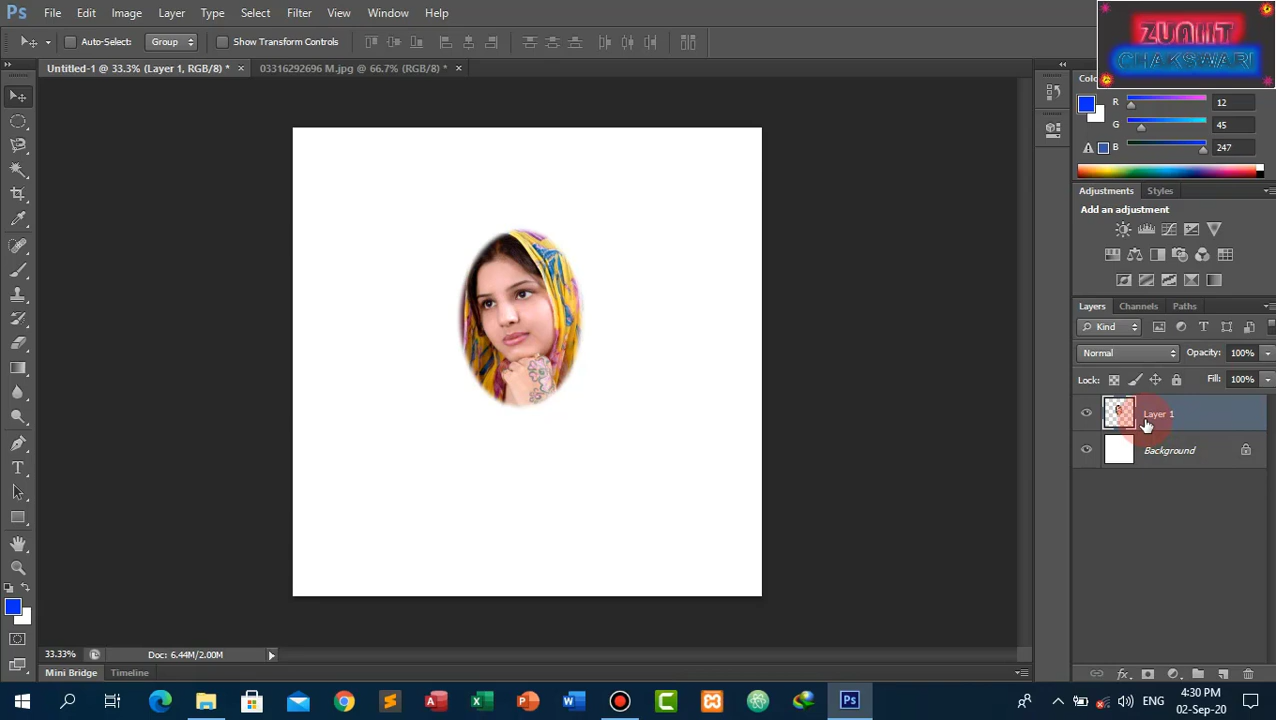 Ps File Edit Image Layer Type Select Filter View Window Help
Auto-Select: Group Show Transform Controls
ZUNIIT
CHAKSWARI
Untitled-1 @ 33.3% (Layer 1, RGB/8) * × 03316292696 M.jpg @ 66.7% (RGB/8) * ×
R 12
G 45
B 247
Adjustments Styles
Add an adjustment
Layers Channels Paths
Kind
Normal Opacity: 100%
Lock: Fill: 100%
Layer 1
Background
33.33% Doc: 6.44M/2.00M
Mini Bridge Timeline
ENG 4:30 PM
02-Sep-20